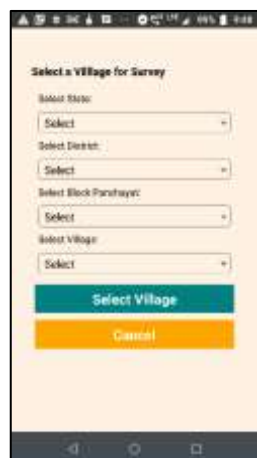 Select a Village for Survey
Select State:
Select
Select District:
Select
Select Block Panchayat:
Select
Select Village:
Select
Select Village
Cancel